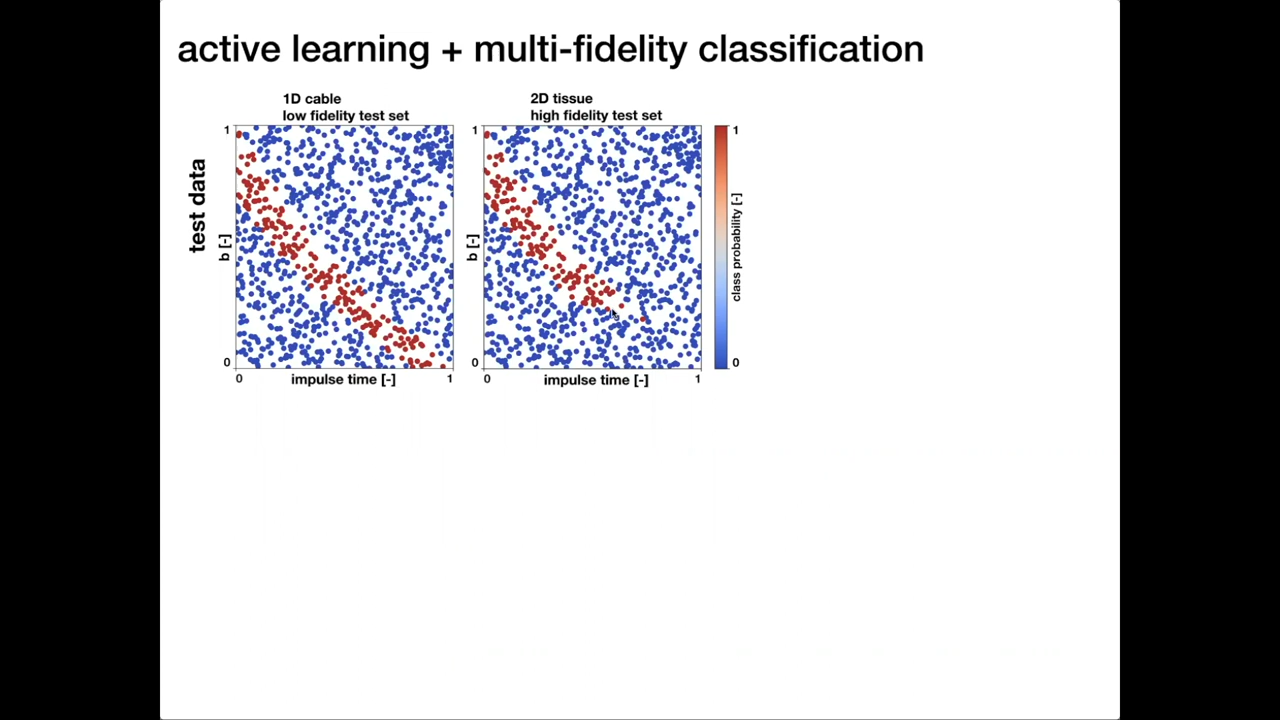 active learning + multi-fidelity classification
1D cable
low fidelity test set
2D tissue
high fidelity test set
test data
1
b [-]
0
0
impulse time [-]
1
1
b [-]
0
0
impulse time [-]
1
1
class probability [-]
0